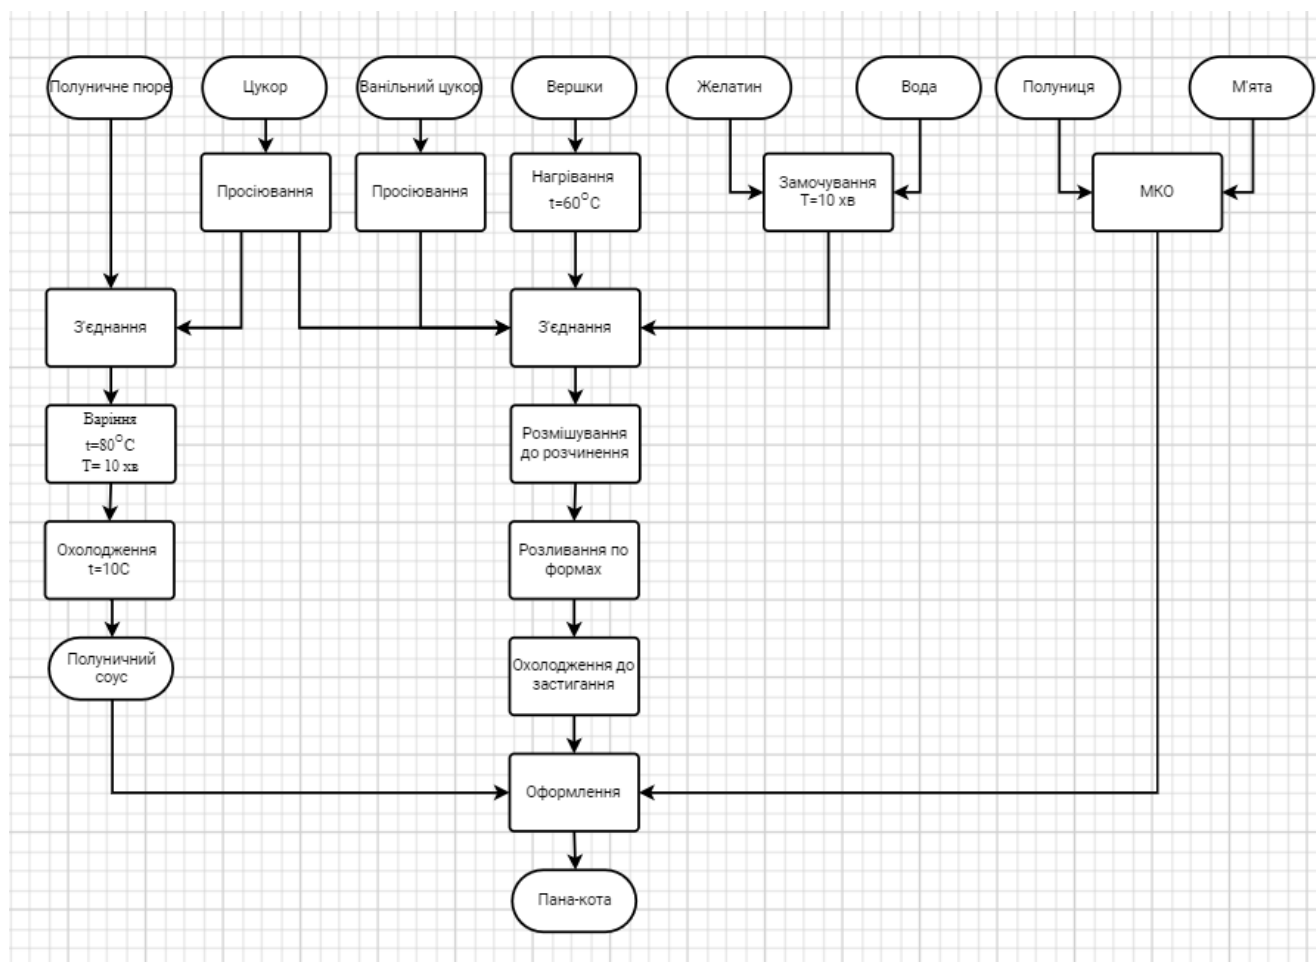 Полуничне пюре
Цукор
Ванільний цукор
Вершки
Желатин
Вода
Полуниця
М'ята
Просіювання
Просіювання
Нагрівання
t=60°C
Замочування
Т=10 хв
МКО
З'єднання
З'єднання
Варіння
t=80°C
Т= 10 хв
Розмішування
до розчинення
Охолодження
t=10C
Розливання по
формах
Полуничний
соус
Охолодження до
застигання
Оформлення
Пана-кота